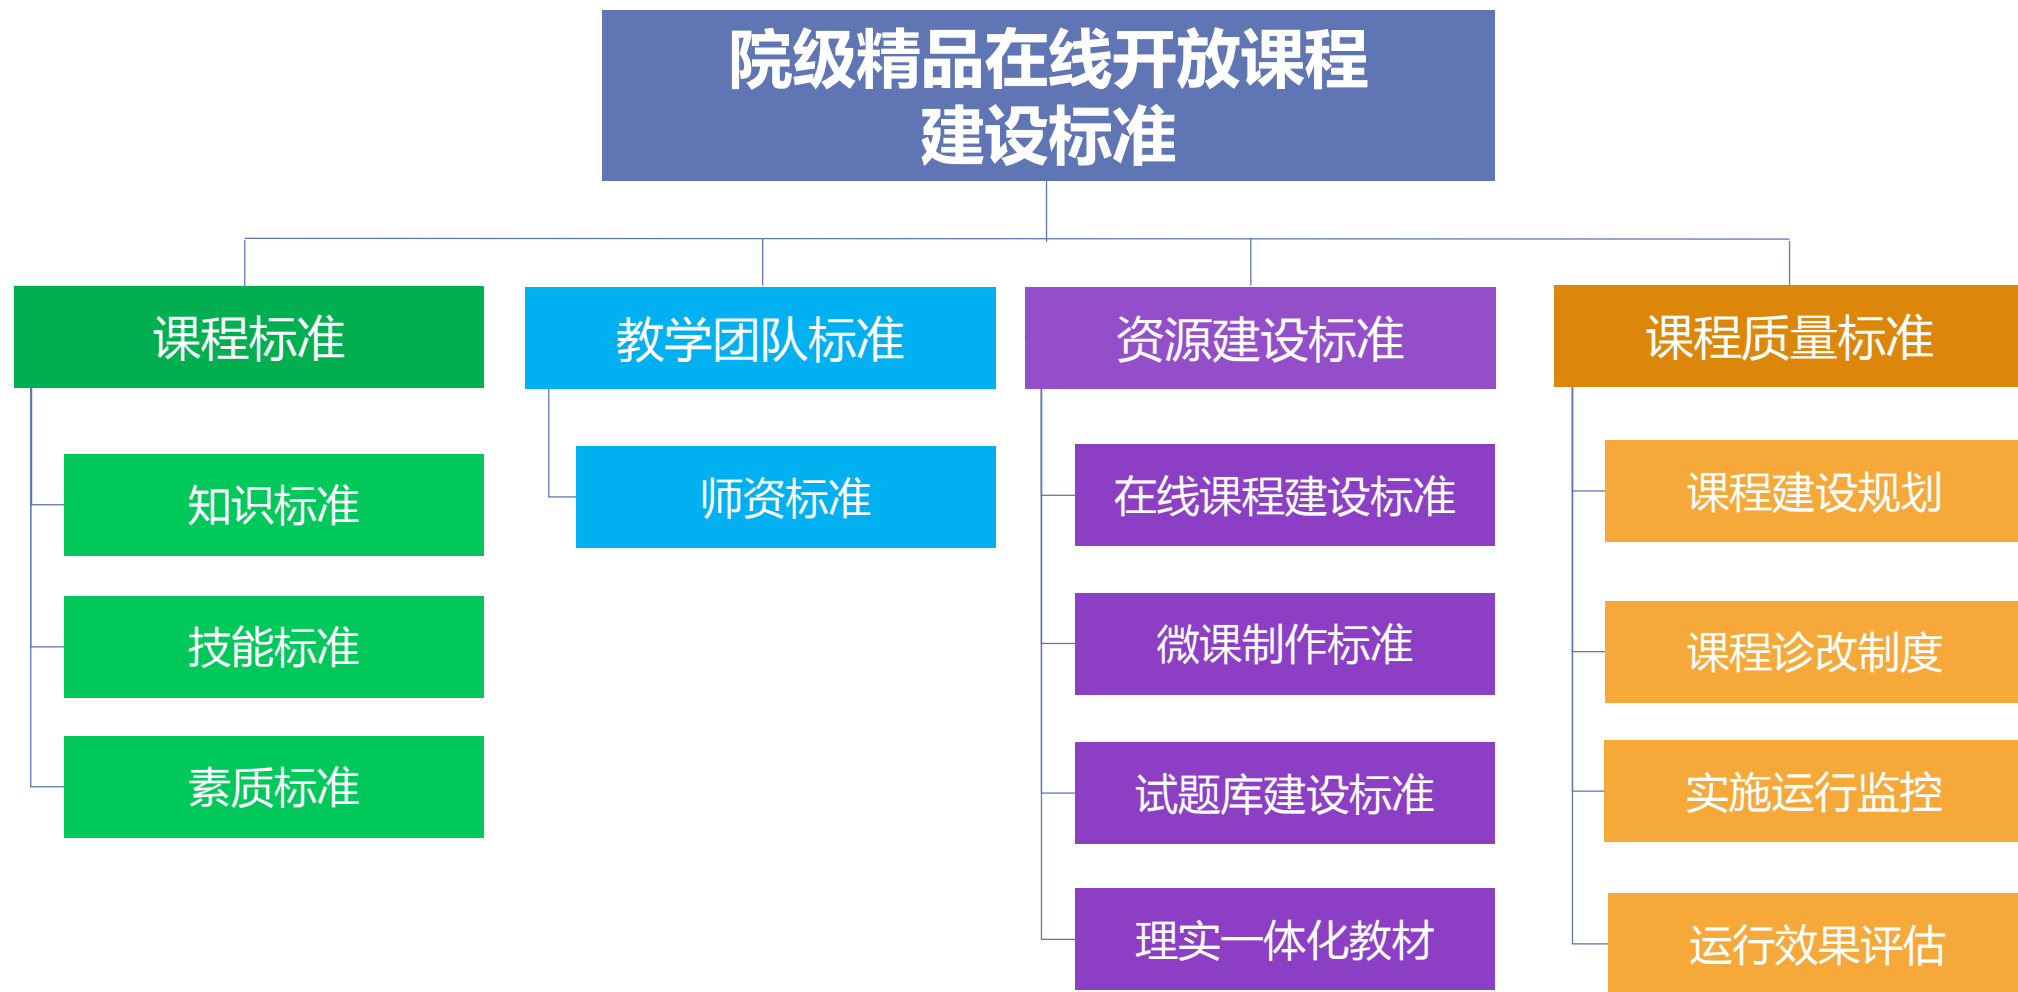 院级精品在线开放课程
建设标准
课程标准
知识标准
技能标准
素质标准
教学团队标准
师资标准
资源建设标准
在线课程建设标准
微课制作标准
试题库建设标准
理实一体化教材
课程质量标准
课程建设规划
课程诊改制度
实施运行监控
运行效果评估